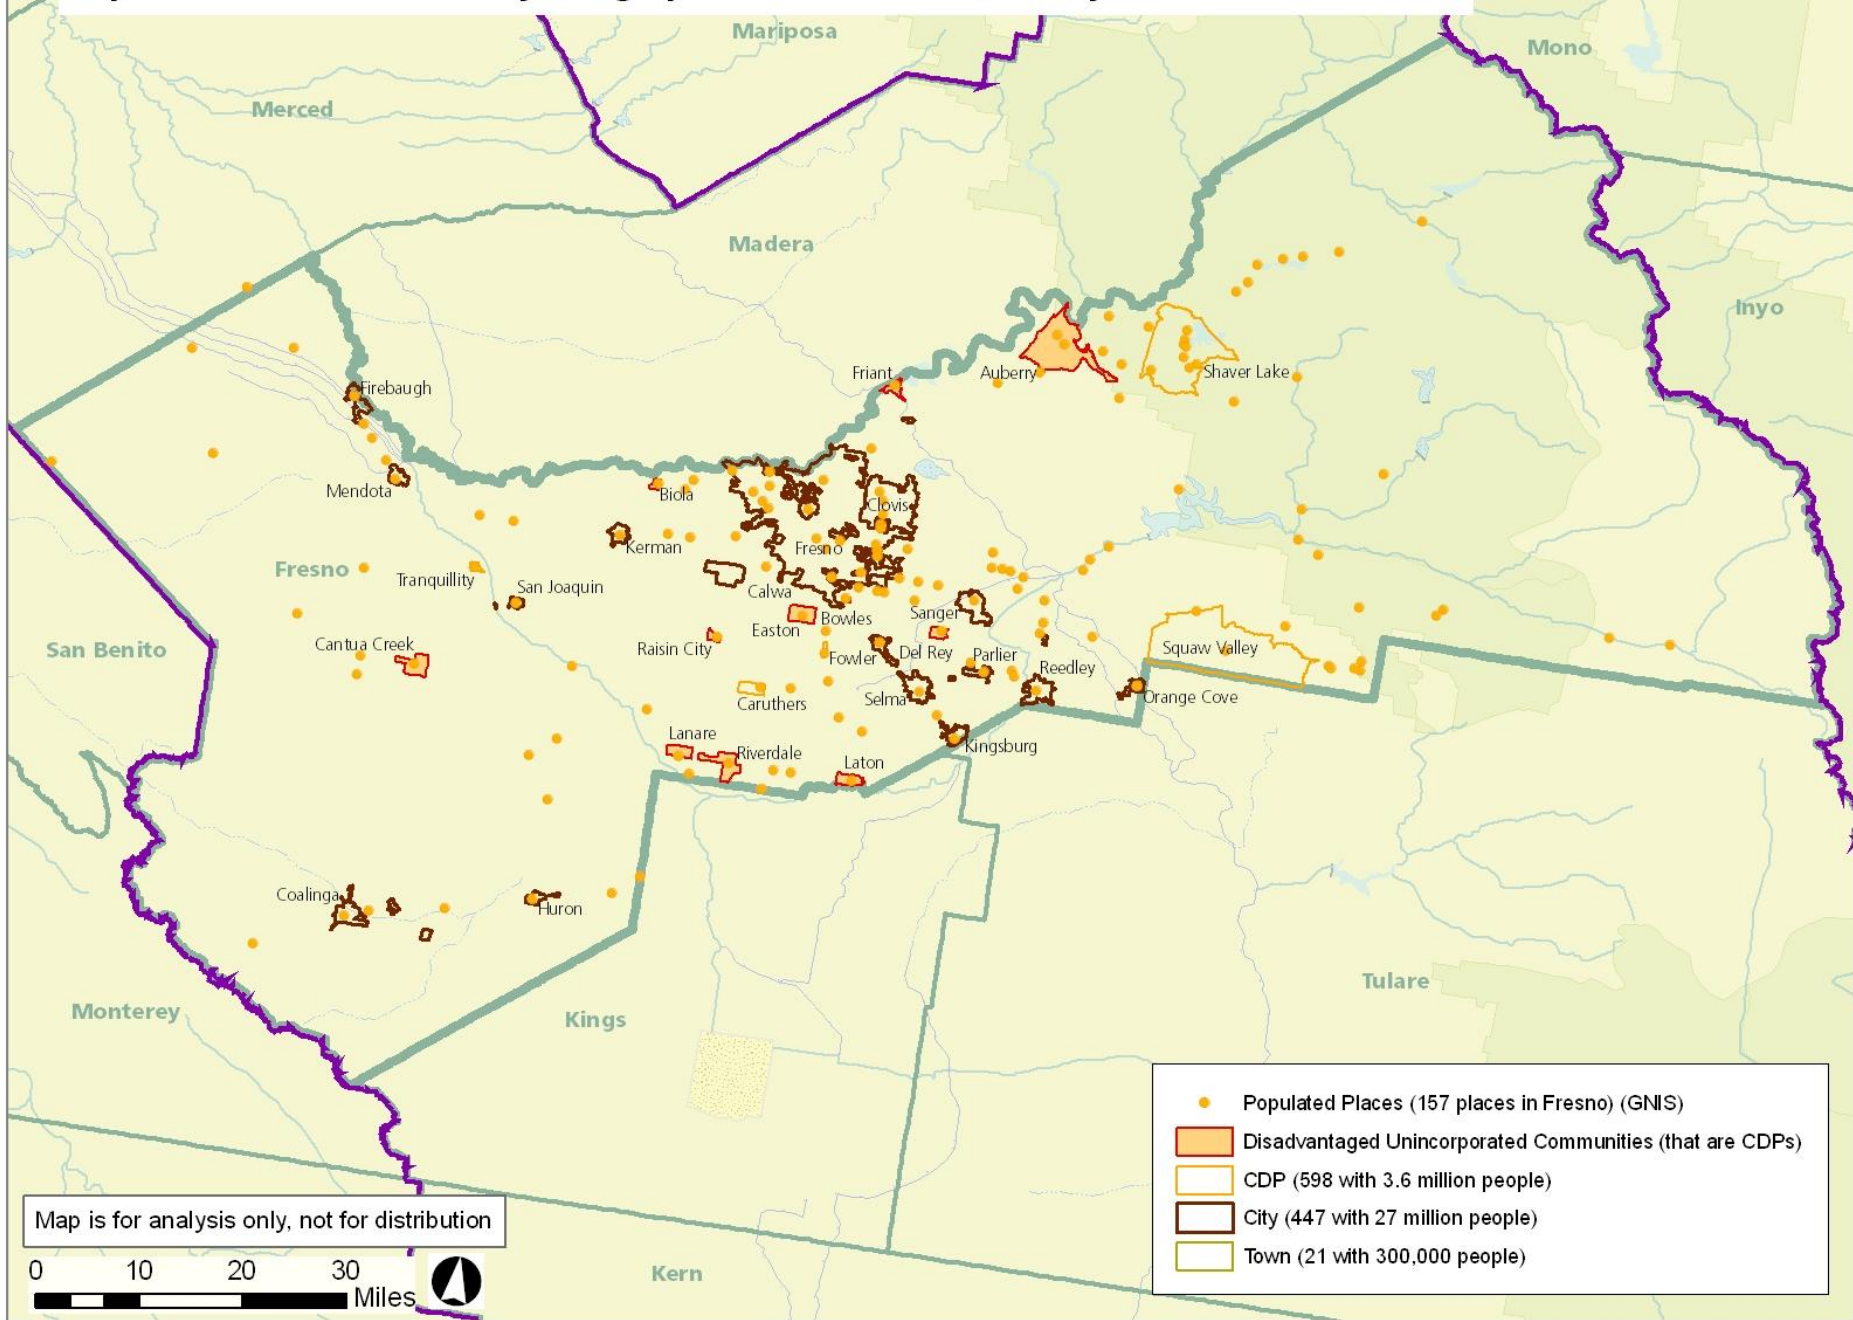 Mariposa
Mono
Merced
Madera
Inyo
Friant
Auberry
Shaver Lake
Firebaugh
Mendota
Biola
Clovis
Kerman
Fresno
Fresno
Tranquillity
San Joaquin
Calwa
Sanger
Easton
Bowles
San Benito
Cantua Creek
Raisin City
Fowler
Del Rey
Parlier
Squaw Valley
Reedley
Selma
Caruthers
Orange Cove
Lanare
Riverdale
Kingsburg
Laton
Coalinga
Huron
Tulare
Monterey
Kings
Kern
Populated Places (157 places in Fresno) (GNIS)
Disadvantaged Unincorporated Communities (that are CDPs)
CDP (598 with 3.6 million people)
City (447 with 27 million people)
Town (21 with 300,000 people)
Map is for analysis only, not for distribution
0 10 20 30
Miles